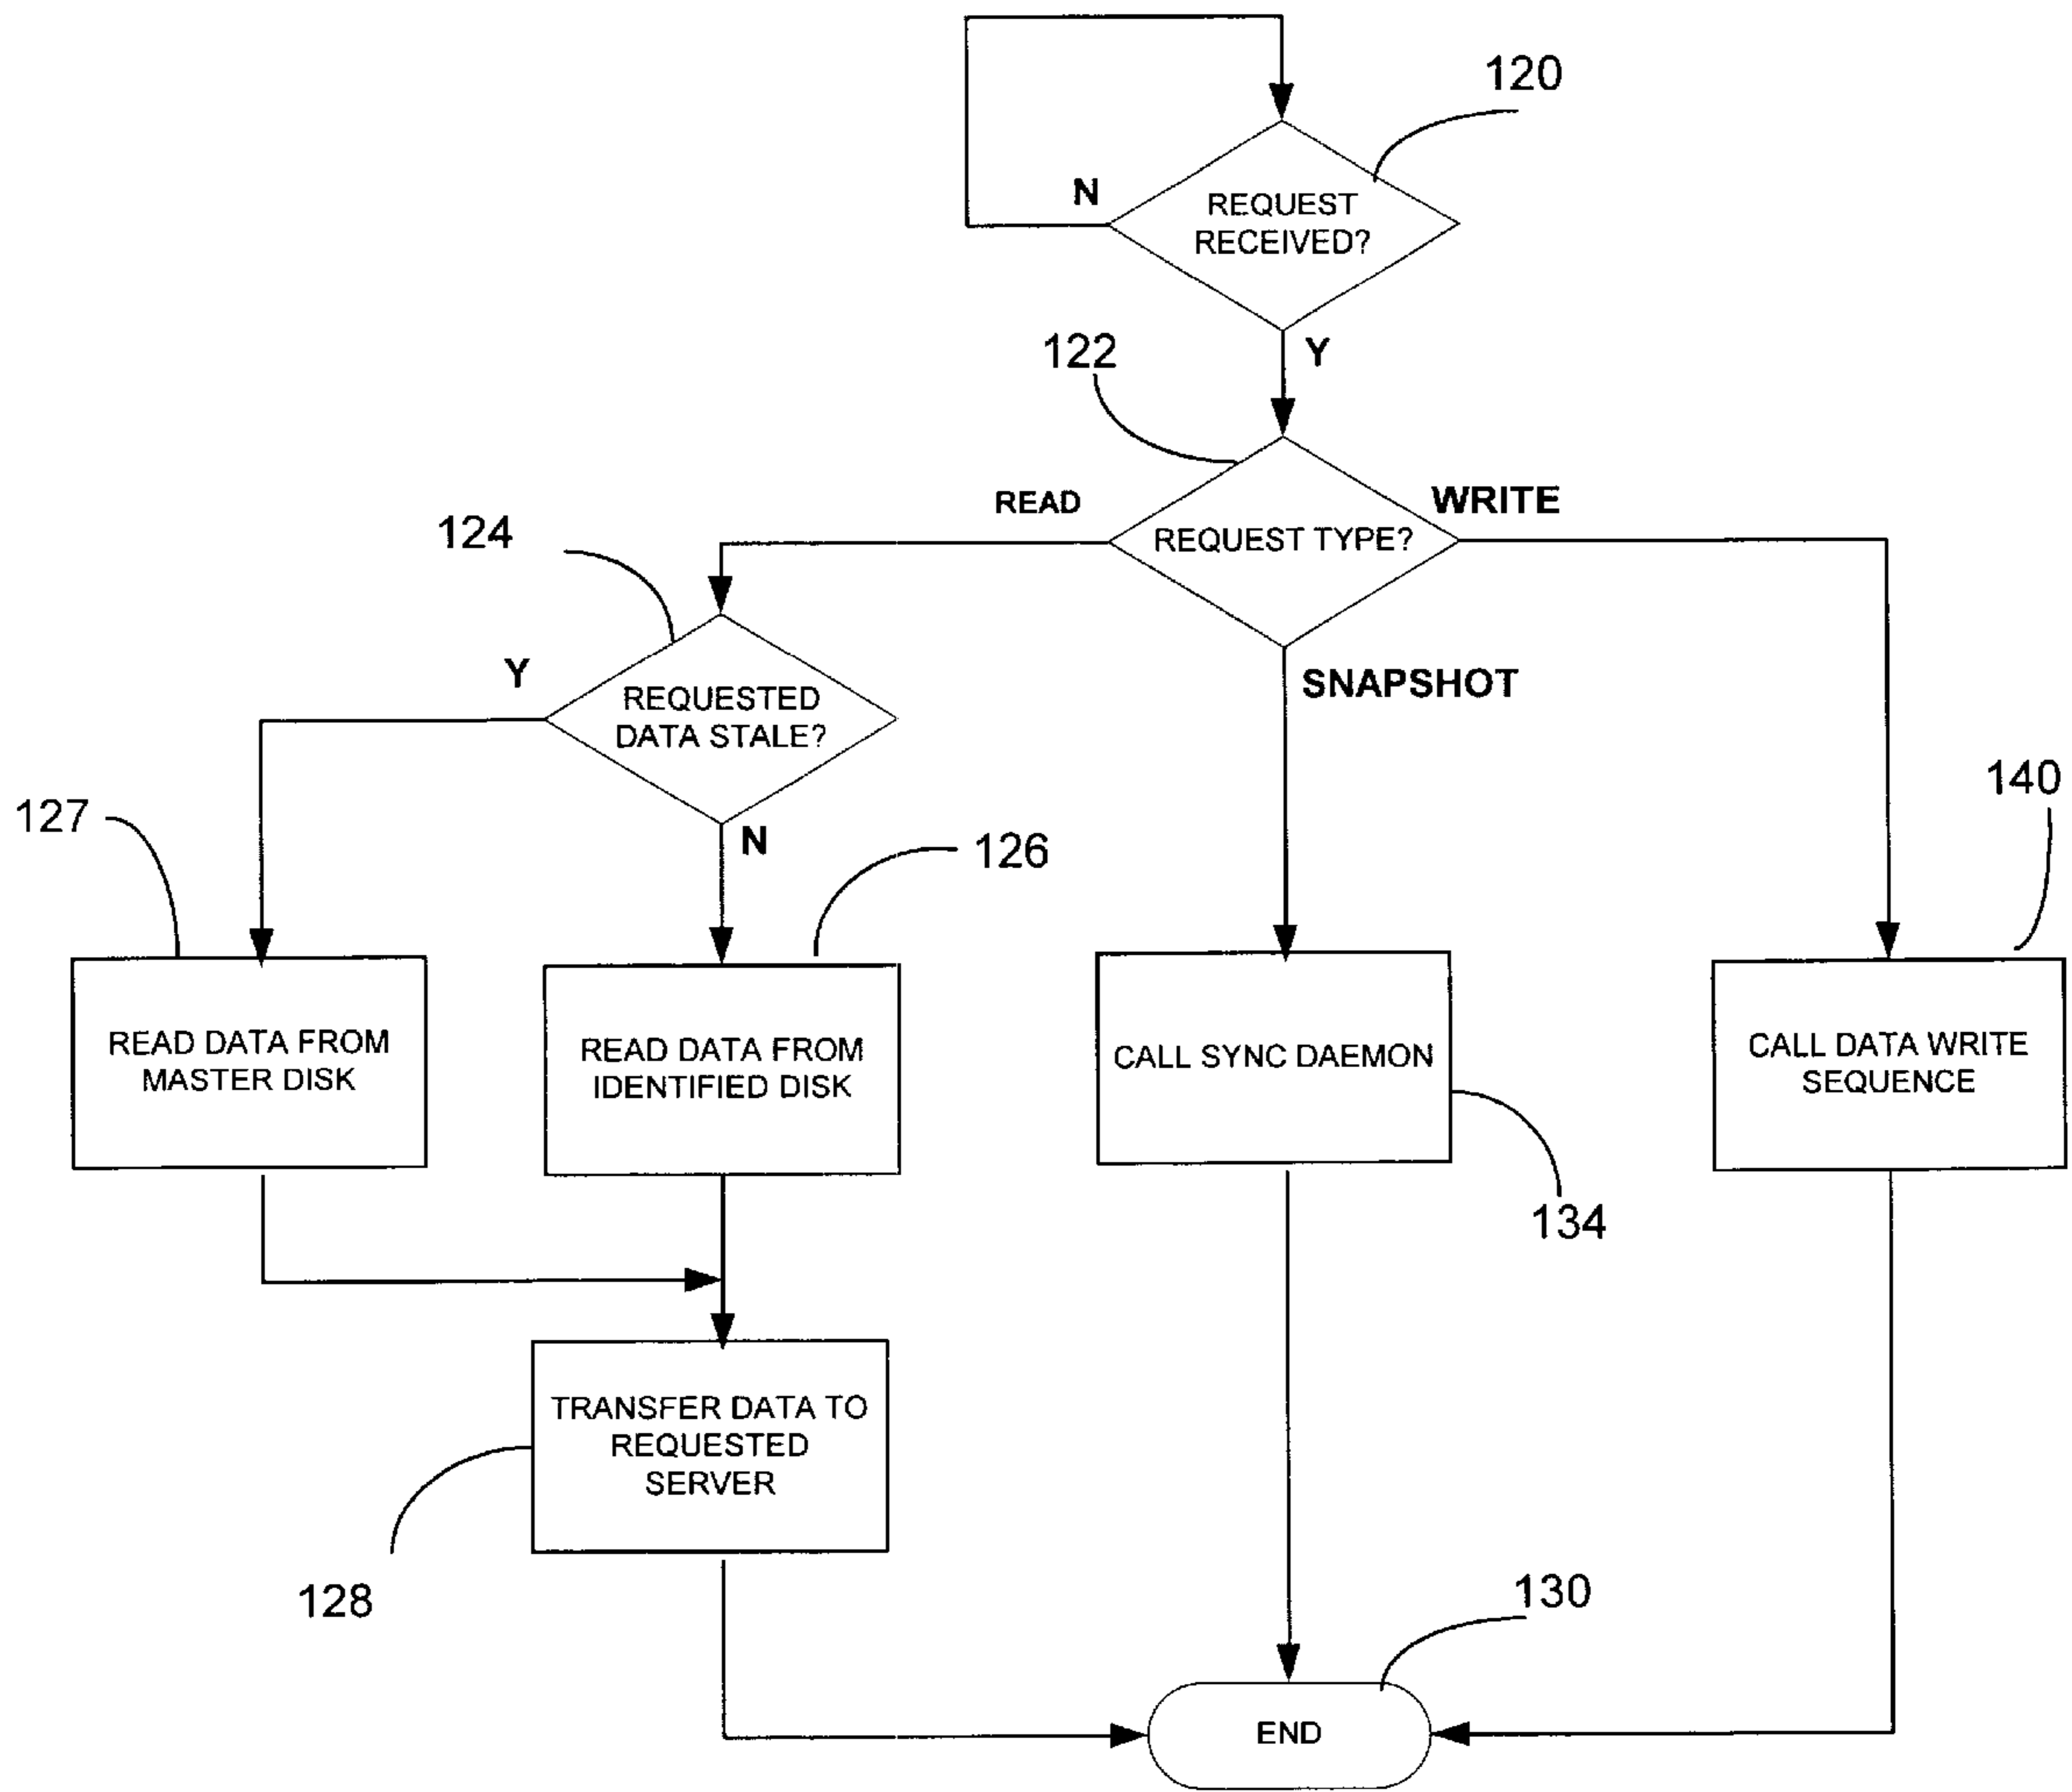 120
N
REQUEST
RECEIVED?
Y
122
READ
WRITE
REQUEST TYPE?
124
Y
REQUESTED
DATA STALE?
SNAPSHOT
N
127
126
140
READ DATA FROM
MASTER DISK
READ DATA FROM
IDENTIFIED DISK
CALL SYNC DAEMON
CALL DATA WRITE
SEQUENCE
134
TRANSFER DATA TO
REQUESTED
SERVER
128
130
END